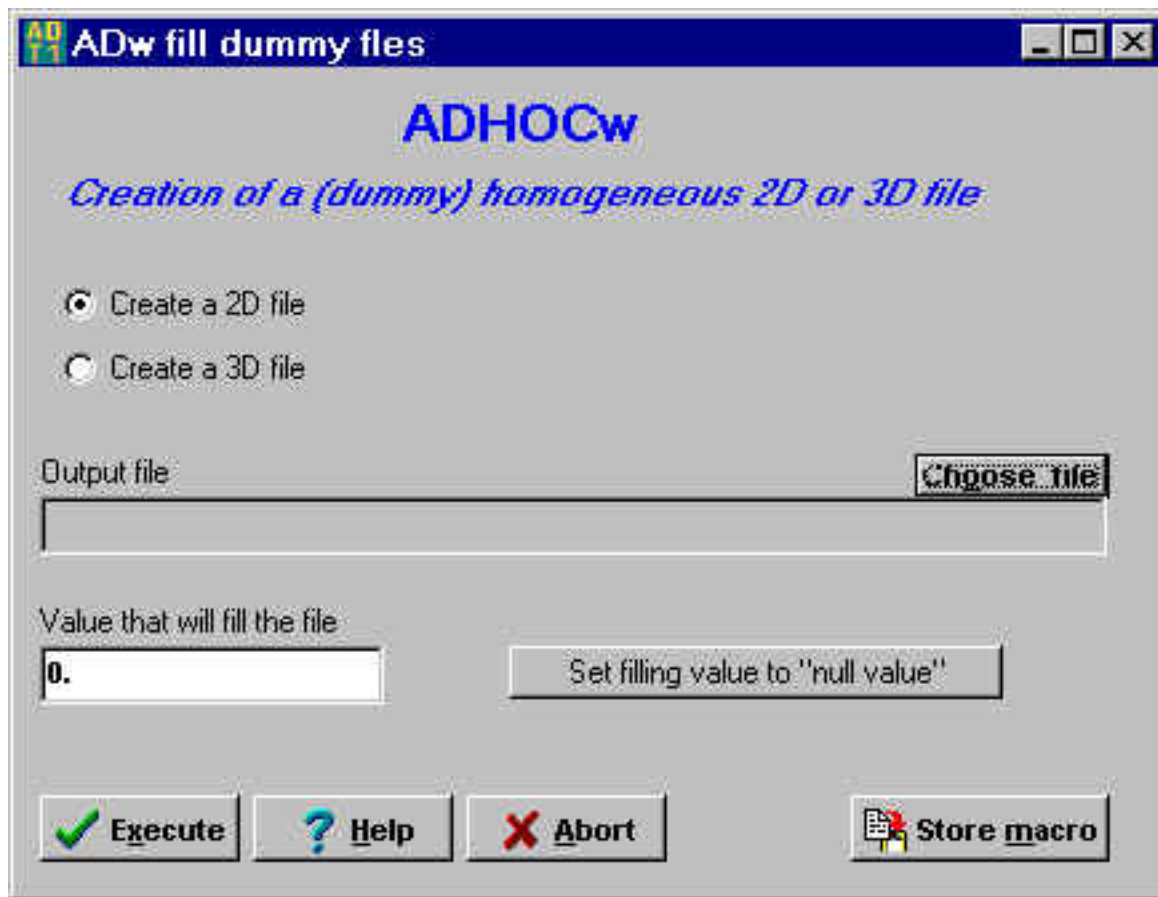 AD
T1
ADw fill dummy fles
ADHOCw
Creation of a (dummy) homogeneous 2D or 3D file
Create a 2D file
Create a 3D file
Output file
Choose file
Value that will fill the file
0.
Set filling value to "null value"
Execute
Help
Abort
Store macro